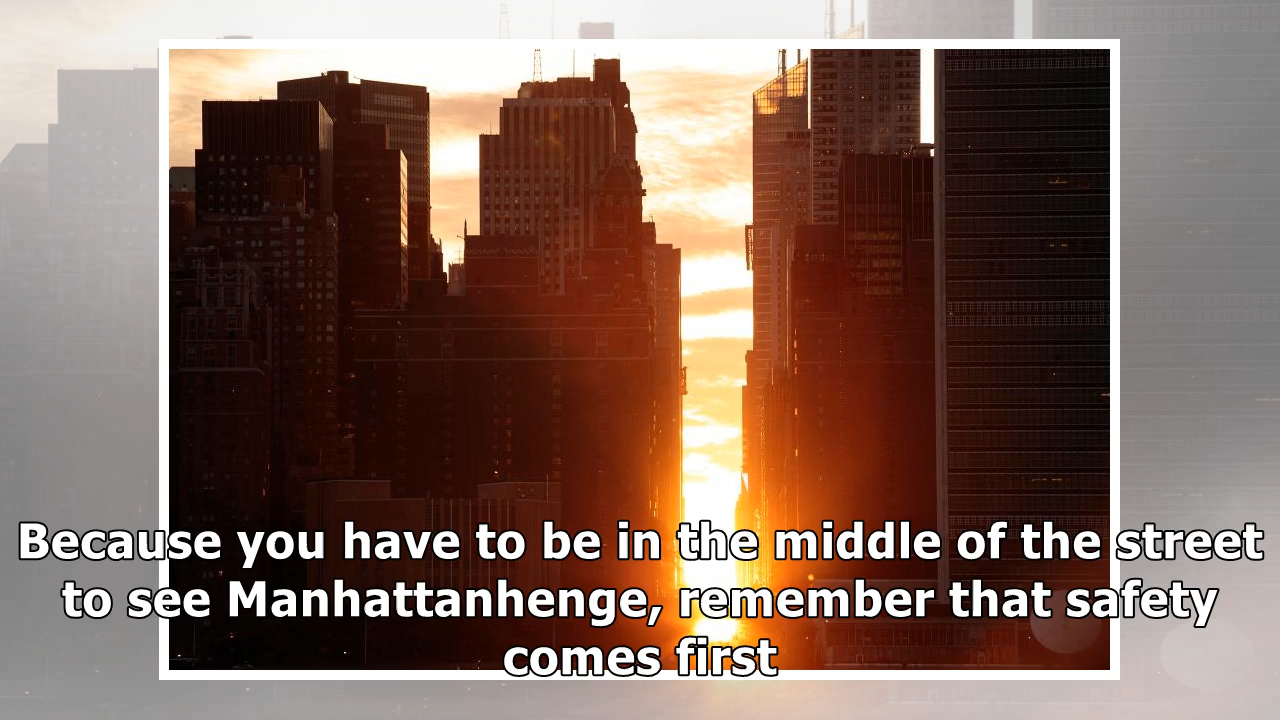 Because you have to be in the middle of the street
to see Manhattanhenge, remember that safety
comes first